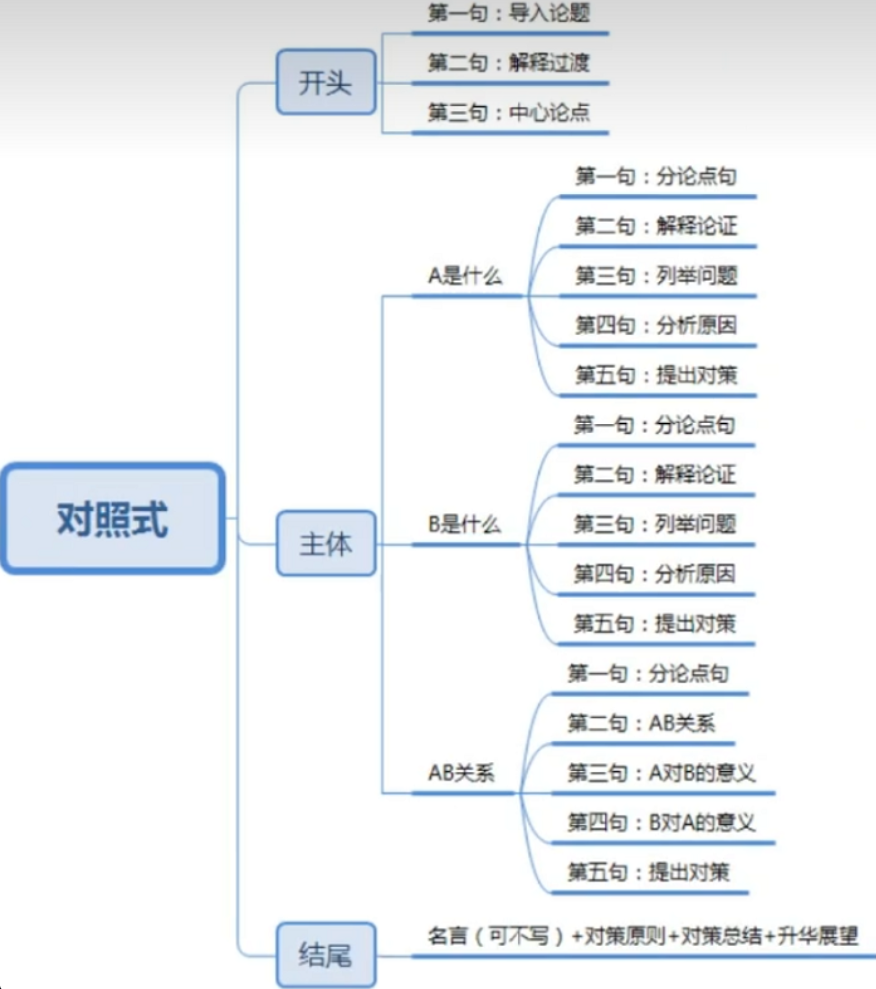 对照式
开头
第一句：导入论题
第二句：解释过渡
第三句：中心论点
主体
A是什么
第一句：分论点句
第二句：解释论证
第三句：列举问题
第四句：分析原因
第五句：提出对策
B是什么
第一句：分论点句
第二句：解释论证
第三句：列举问题
第四句：分析原因
第五句：提出对策
AB关系
第一句：分论点句
第二句：AB关系
第三句：A对B的意义
第四句：B对A的意义
第五句：提出对策
结尾
名言（可不写）+对策原则+对策总结+升华展望